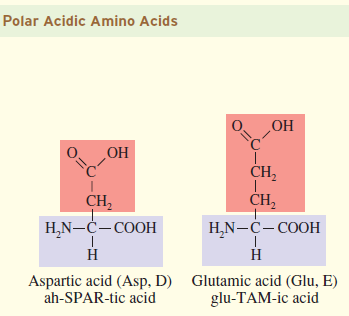 Polar Acidic Amino Acids
O OH
C
CH₂
H₂N–C–COOH
H
Aspartic acid (Asp, D)
ah-SPAR-tic acid
O OH
C
CH₂
CH₂
H₂N–C–COOH
H
Glutamic acid (Glu, E)
glu-TAM-ic acid